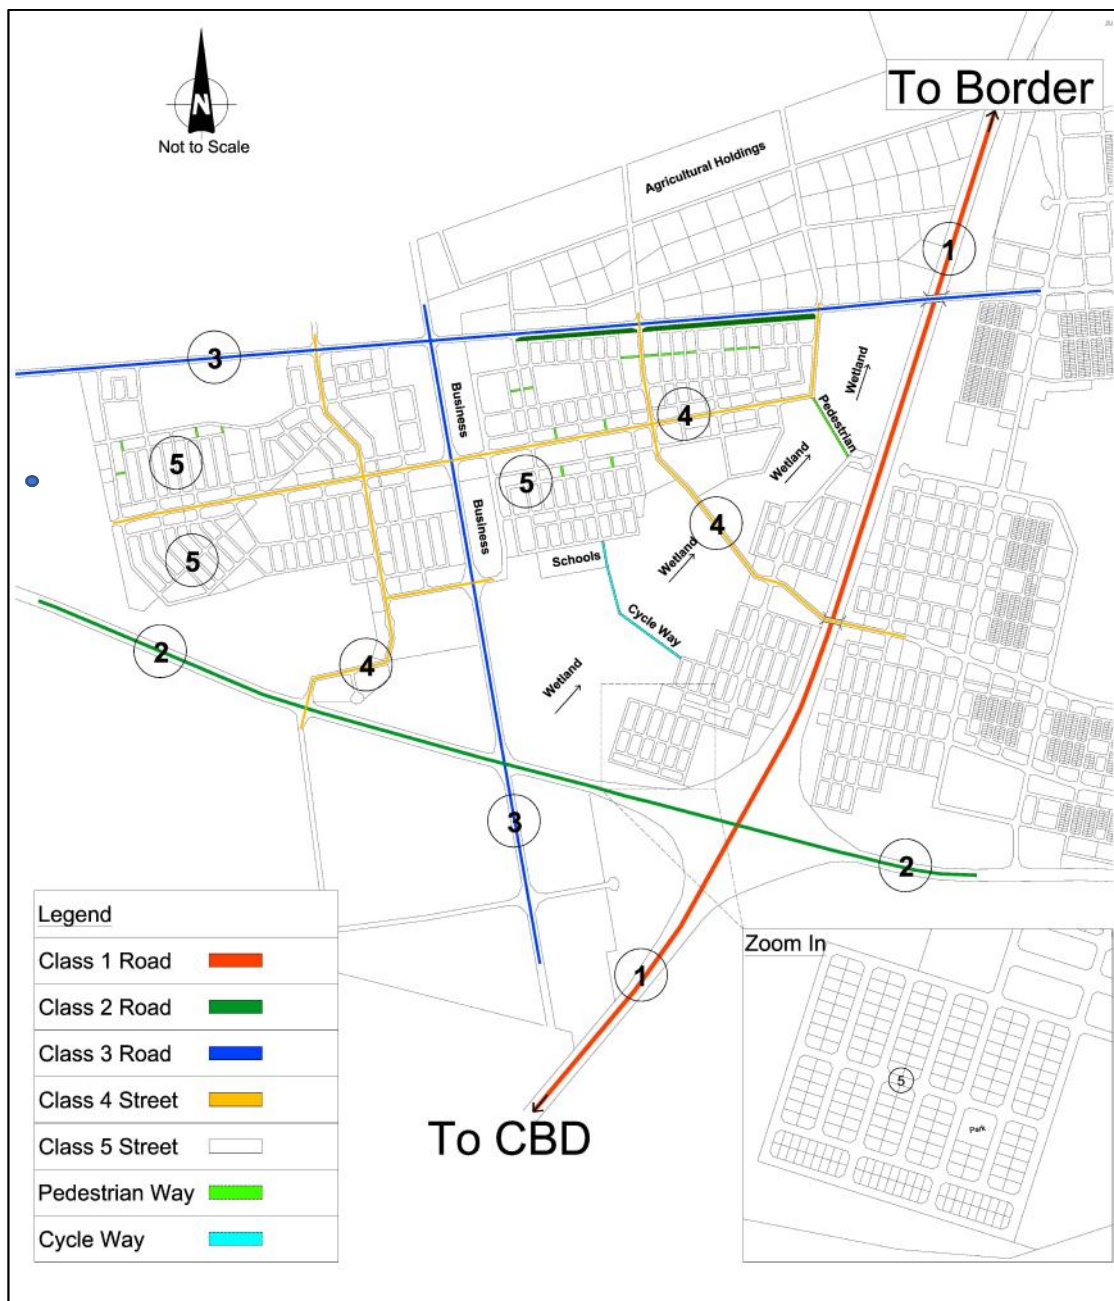 N
Not to Scale
To Border
Agricultural Holdings
1
3
Business
Wetland
4
Pedestrian
5
Wetland
5
Business
4
5
Schools
Wetland
Cycle Way
2
4
Wetland
3
2
1
To CBD
Legend
Class 1 Road
Class 2 Road
Class 3 Road
Class 4 Street
Class 5 Street
Pedestrian Way
Cycle Way
Zoom In
5
Park